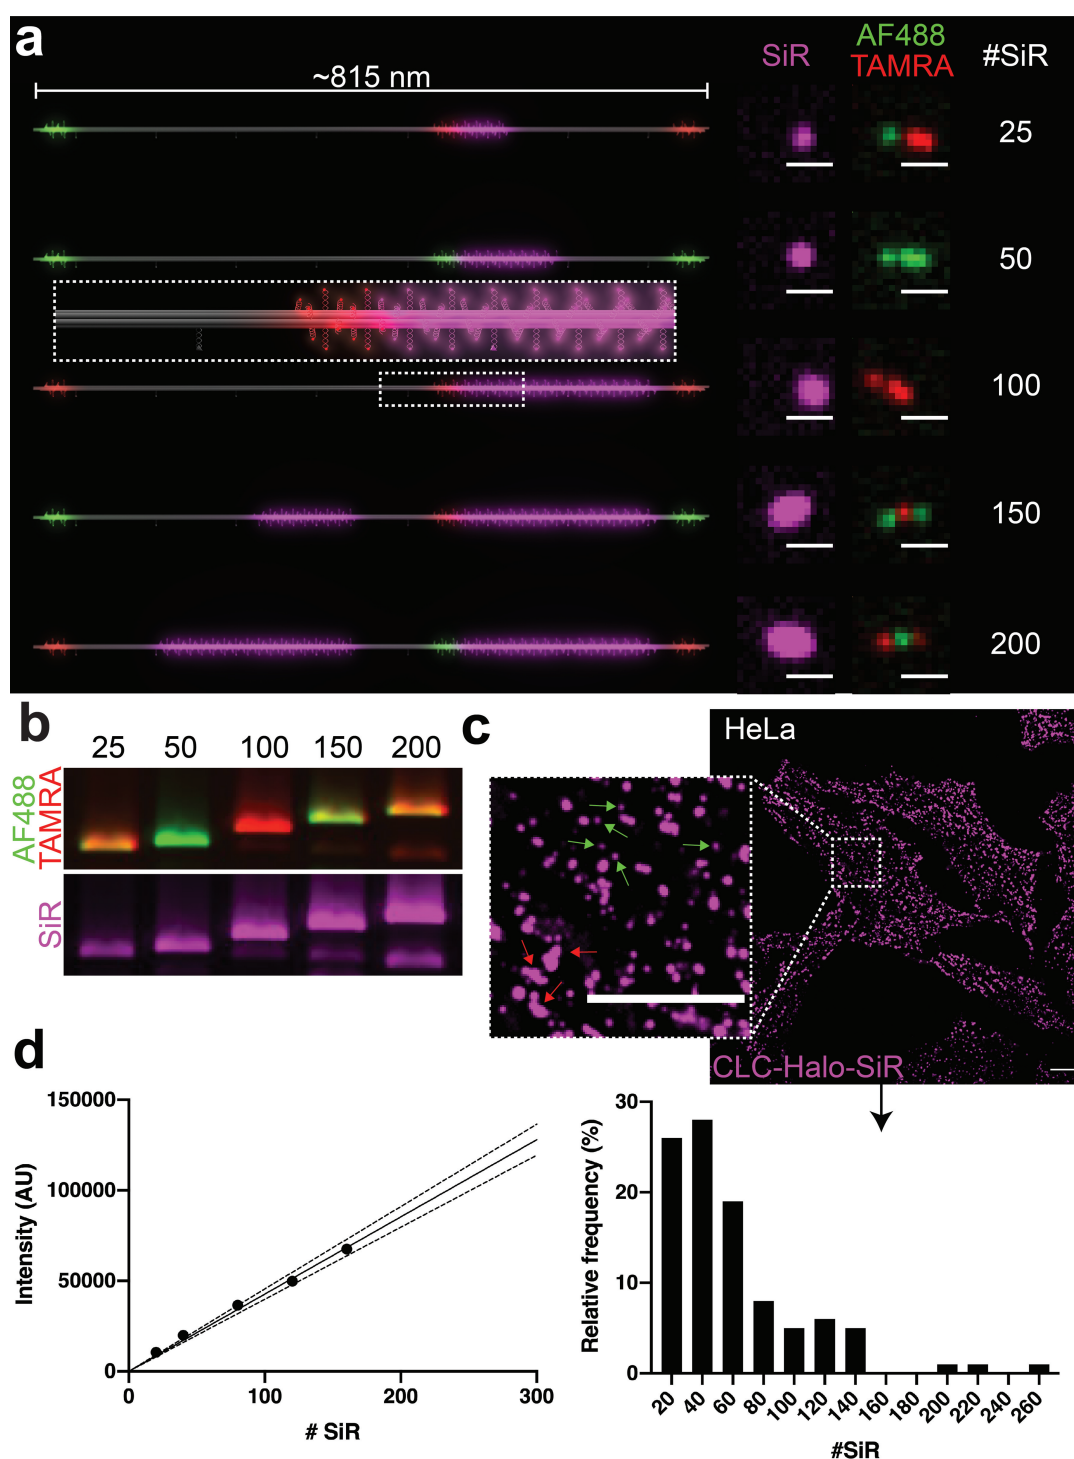 a
~815 nm
SiR
AF488
TAMRA
#SiR
25
50
100
150
200
b
25 50 100 150 200
AF488
TAMRA
SiR
c
HeLa
CLC-Halo-SiR
d
Intensity (AU)
150000
100000
50000
0
0 100 200 300
# SiR
Relative frequency (%)
30
20
10
0
20 40 60 80 100 120 140 160 180 200 220 240 260
#SiR